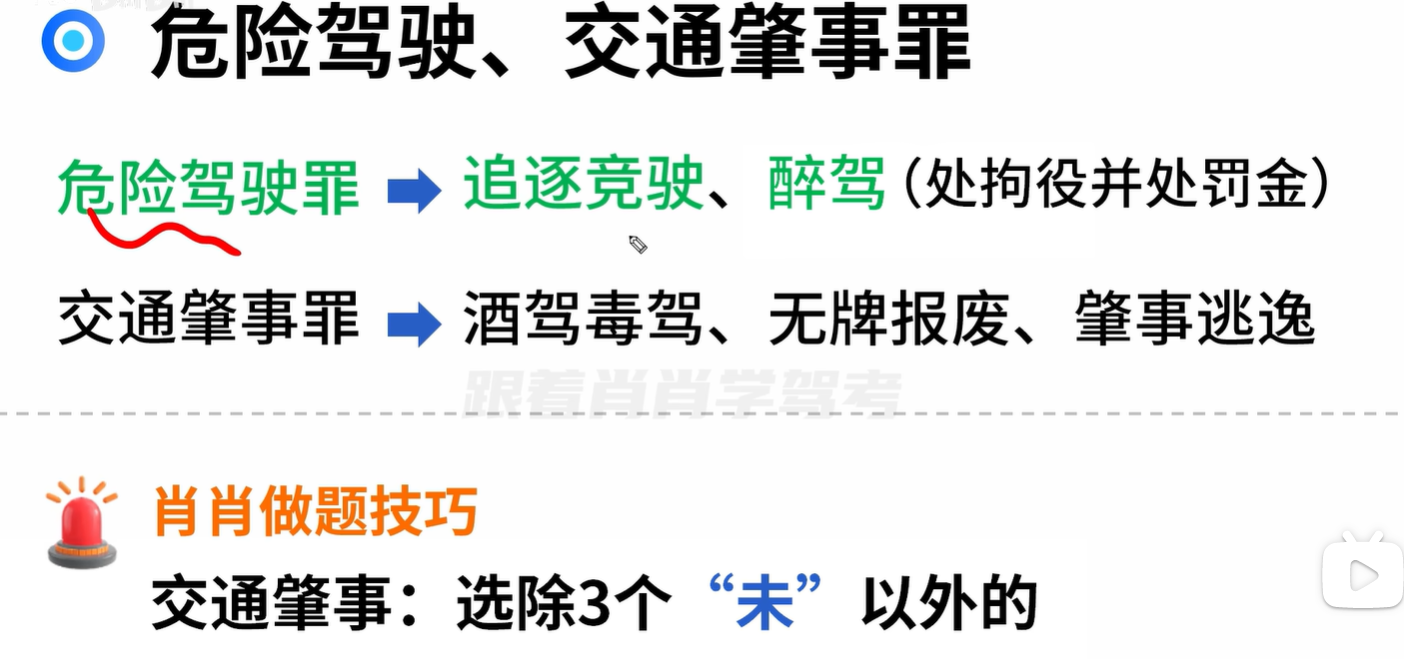 危险驾驶、交通肇事罪
危险驾驶罪 追逐竞驶、醉驾（处拘役并处罚金）
交通肇事罪 酒驾毒驾、无牌报废、肇事逃逸
跟着肖肖学驾考
肖肖做题技巧
交通肇事：选除3个“未”以外的